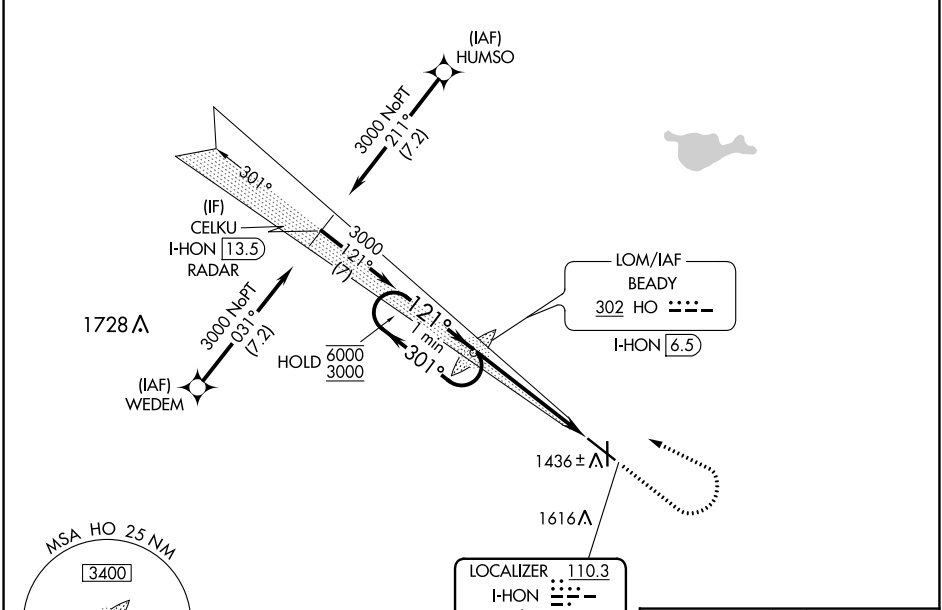 (IAF)
HUMSO
3000 NoPT
211°
(7.2)
301°
(IF)
CELKU
I-HON 13.5
RADAR
3000
121°
(7)
LOM/IAF
BEADY
302 HO
I-HON 6.5
1728
3000 NoPT
031°
(7.2)
121°
1 min
301°
HOLD 6000
3000
(IAF)
WEDEM
1436 ±
1616
MSA HO 25 NM
3400
LOCALIZER 110.3
I-HON